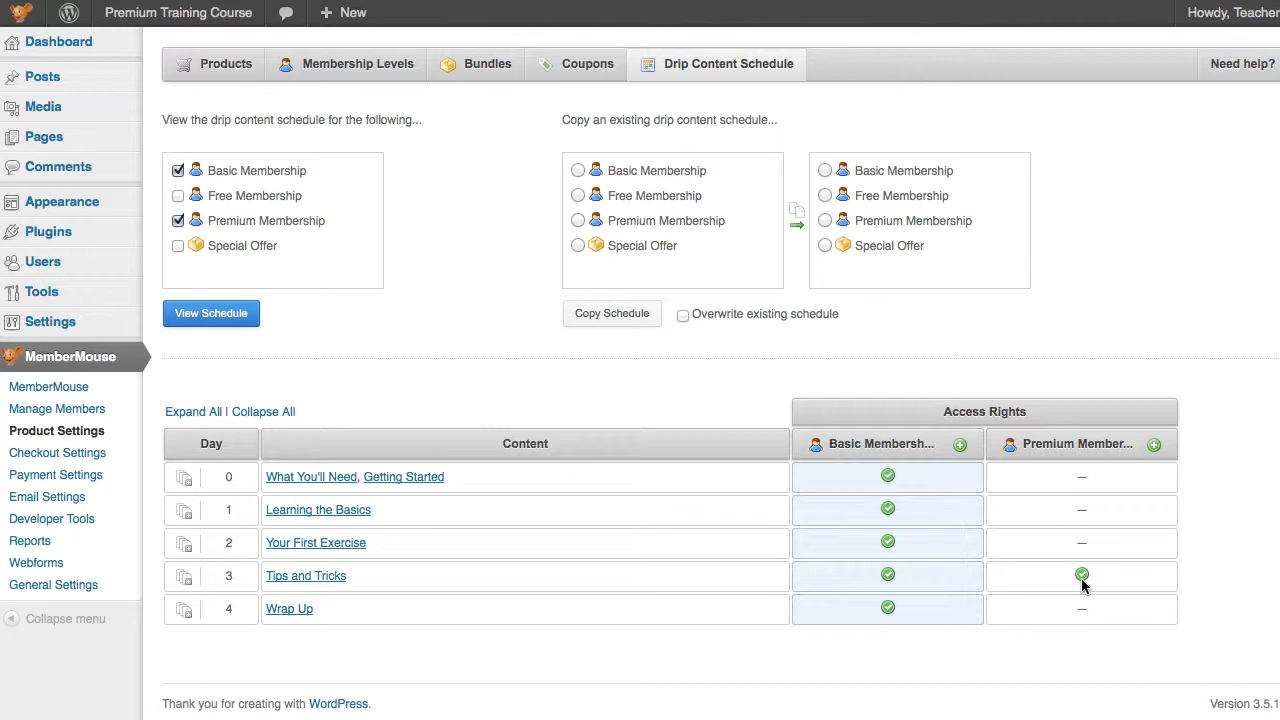 Premium Training Course + New Howdy, Teacher
Dashboard
Posts
Media
Pages
Comments
Appearance
Plugins
Users
Tools
Settings
MemberMouse
MemberMouse
Manage Members
Product Settings
Checkout Settings
Payment Settings
Email Settings
Developer Tools
Reports
Webforms
General Settings
Collapse menu
Products Membership Levels Bundles Coupons Drip Content Schedule Need help?
View the drip content schedule for the following...
Basic Membership
Free Membership
Premium Membership
Special Offer
View Schedule
Copy an existing drip content schedule...
Basic Membership
Free Membership
Premium Membership
Special Offer
Basic Membership
Free Membership
Premium Membership
Special Offer
Copy Schedule Overwrite existing schedule
Expand All | Collapse All Access Rights
Day Content Basic Membersh... Premium Member...
0 What You'll Need, Getting Started —
1 Learning the Basics —
2 Your First Exercise —
3 Tips and Tricks
4 Wrap Up —
Thank you for creating with WordPress. Version 3.5.1